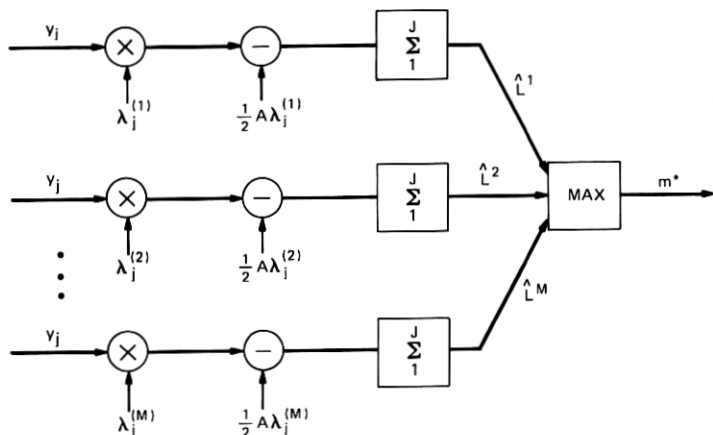 y_j × − J Σ 1
λ_j^(1) ½ Aλ_j^(1)
L̂^1
y_j × − J Σ 1 L̂^2 MAX m*
λ_j^(2) ½ Aλ_j^(2)
L̂^M
y_j × − J Σ 1
λ_j^(M) ½ Aλ_j^(M)